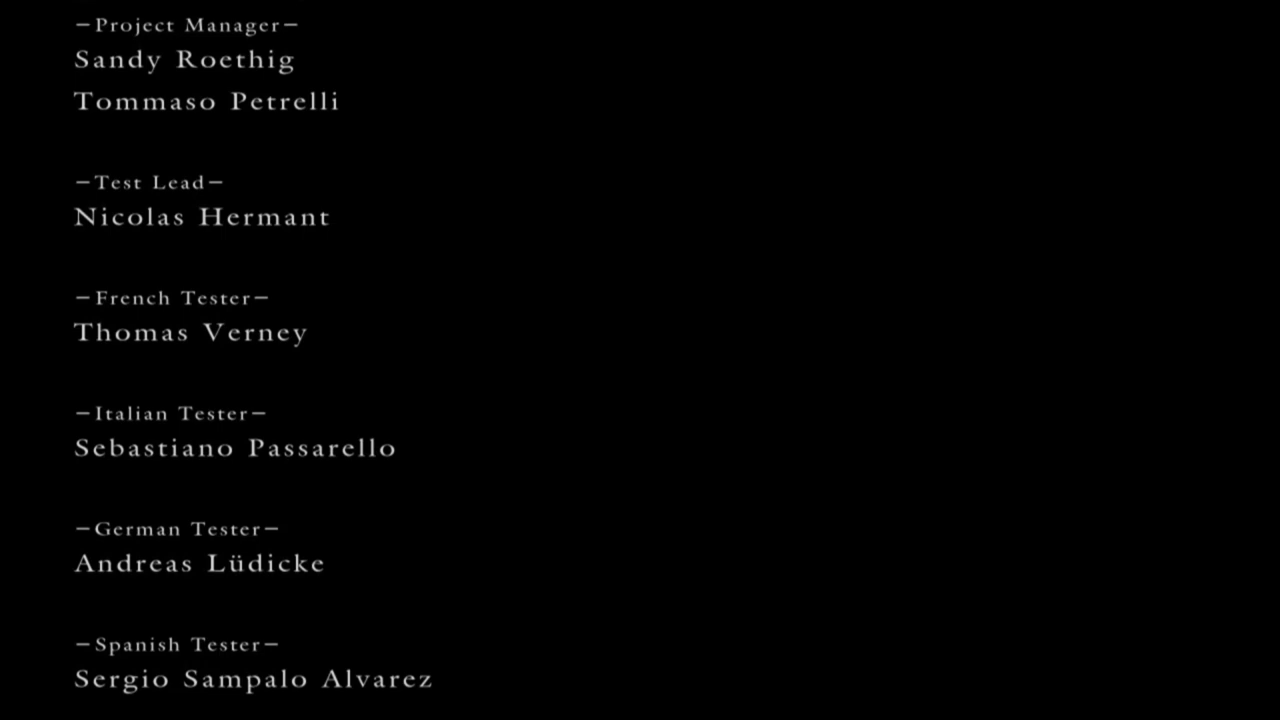 －Project Manager－
Sandy Roethig
Tommaso Petrelli
－Test Lead－
Nicolas Hermant
－French Tester－
Thomas Verney
－Italian Tester－
Sebastiano Passarello
－German Tester－
Andreas Lüdicke
－Spanish Tester－
Sergio Sampalo Alvarez